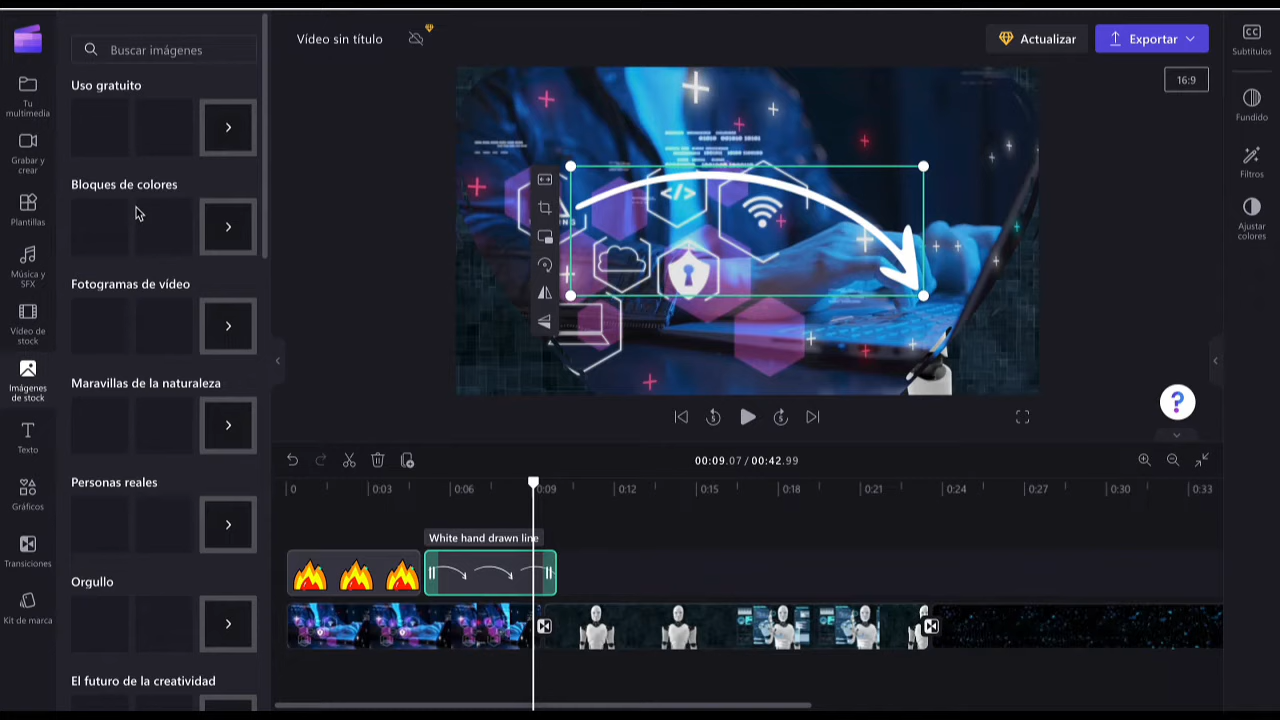 Buscar imágenes
Vídeo sin título
Actualizar
Exportar
Subtítulos
16:9
Tu
multimedia
Grabar y
crear
Plantillas
Música y
SFX
Vídeo de
stock
Imágenes
de stock
Texto
Gráficos
Transiciones
Kit de marca
Uso gratuito
Bloques de colores
Fotogramas de vídeo
Maravillas de la naturaleza
Personas reales
Orgullo
El futuro de la creatividad
Fundido
Filtros
Ajustar
colores
</>
5
5
?
00:09.07 / 00:42.99
0
0:03
0:06
0:09
0:12
0:15
0:18
0:21
0:24
0:27
0:30
0:33
White hand drawn line